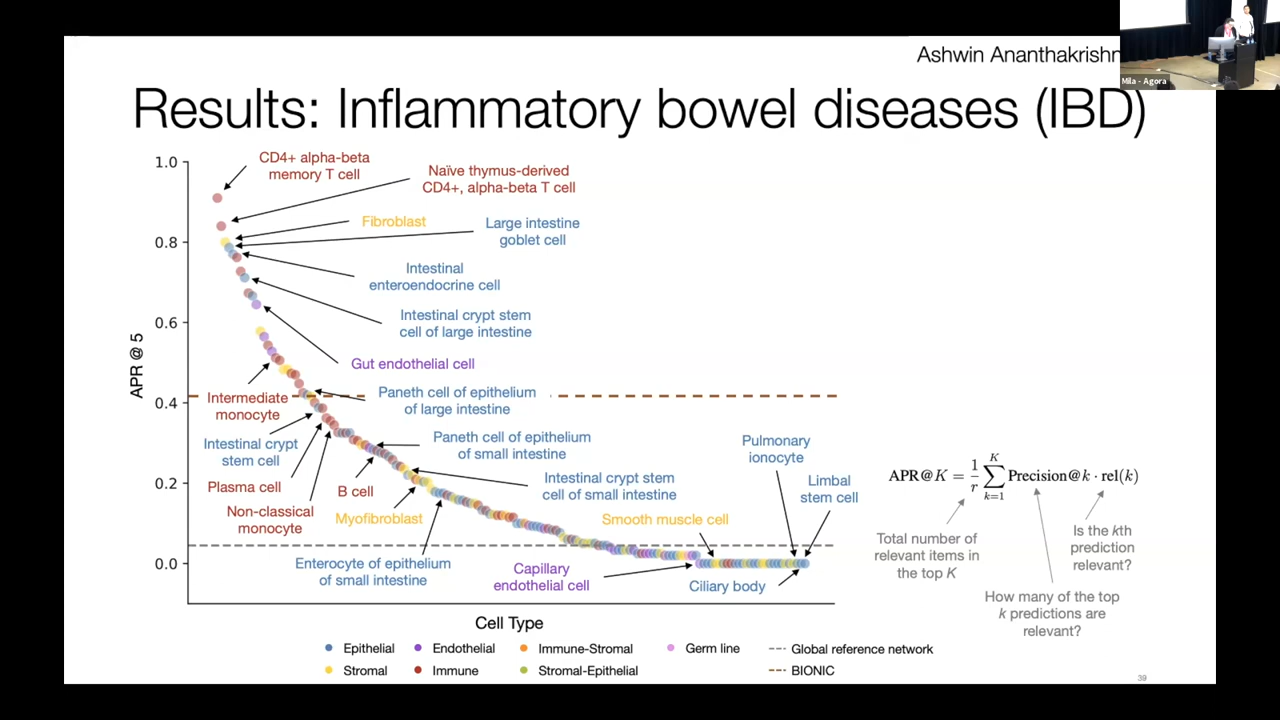 Ashwin Ananthakrishn
Mila - Agora
Results: Inflammatory bowel diseases (IBD)
1.0
0.8
0.6
0.4
0.2
0.0
APR @ 5
CD4+ alpha-beta
memory T cell
Naïve thymus-derived
CD4+, alpha-beta T cell
Fibroblast
Large intestine
goblet cell
Intestinal
enteroendocrine cell
Intestinal crypt stem
cell of large intestine
Gut endothelial cell
Intermediate
monocyte
Paneth cell of epithelium
of large intestine
Intestinal crypt
stem cell
Paneth cell of epithelium
of small intestine
Plasma cell
B cell
Intestinal crypt stem
cell of small intestine
Non-classical
monocyte
Myofibroblast
Smooth muscle cell
Pulmonary
ionocyte
Limbal
stem cell
Enterocyte of epithelium
of small intestine
Capillary
endothelial cell
Ciliary body
Cell Type
Epithelial
Endothelial
Immune-Stromal
Germ line
Global reference network
Stromal
Immune
Stromal-Epithelial
BIONIC
APR@K = 1/r K∑k=1 Precision@k · rel(k)
Total number of
relevant items in
the top K
Is the kth
prediction
relevant?
How many of the top
k predictions are
relevant?
39